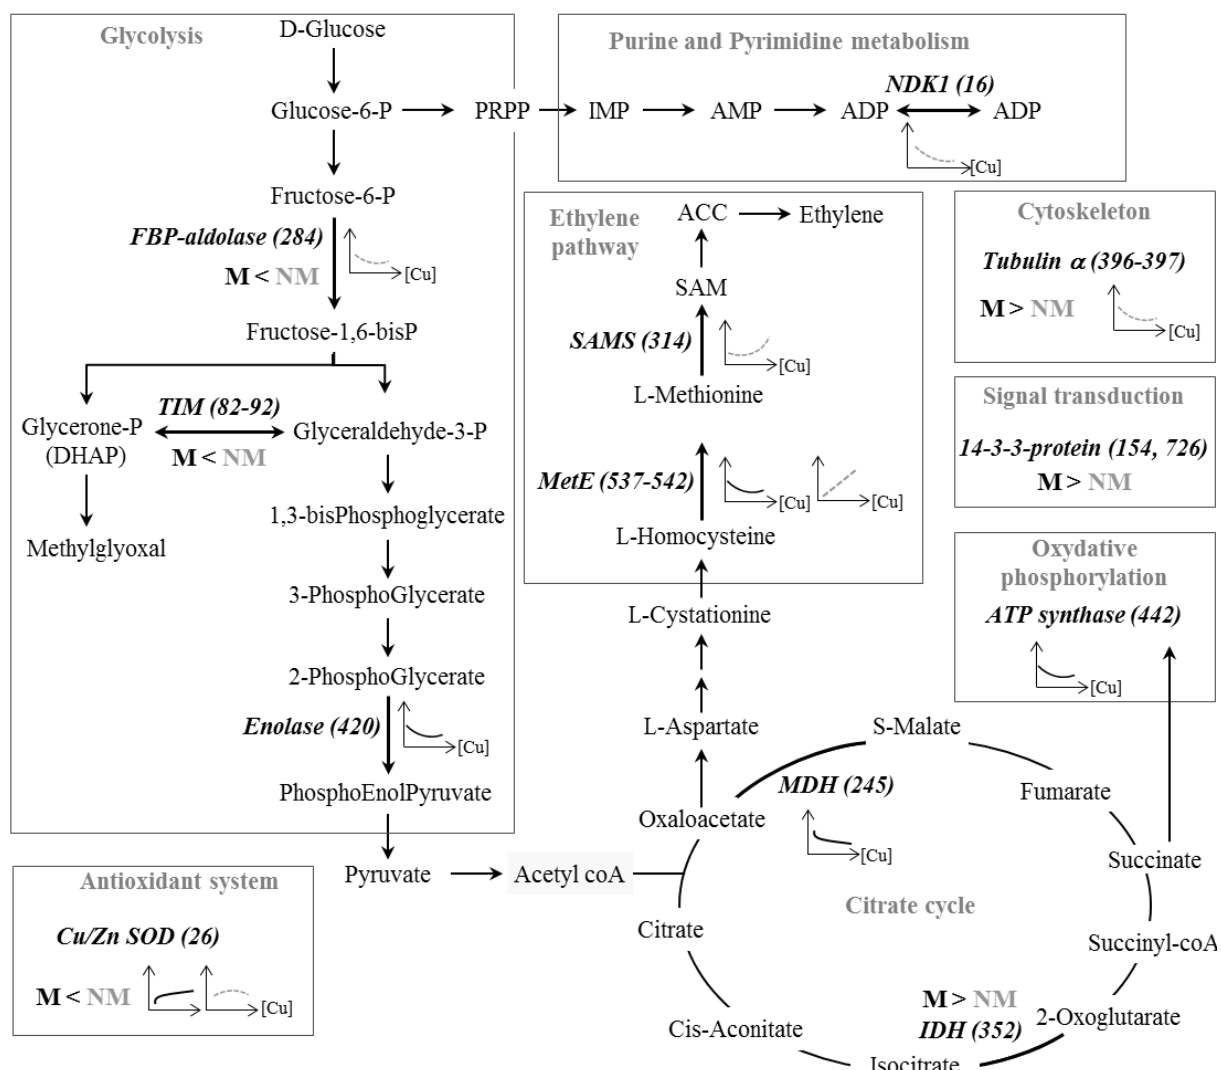 Glycolysis
D-Glucose
Glucose-6-P
PRPP
Fructose-6-P
FBP-aldolase (284)
[Cu]
M < NM
Fructose-1,6-bisP
TIM (82-92)
Glycerone-P
(DHAP)
Glyceraldehyde-3-P
M < NM
1,3-bisPhosphoglycerate
Methylglyoxal
3-PhosphoGlycerate
2-PhosphoGlycerate
Enolase (420)
[Cu]
PhosphoEnolPyruvate
Pyruvate
Acetyl coA
Purine and Pyrimidine metabolism
NDK1 (16)
IMP
AMP
ADP
ADP
[Cu]
Ethylene
pathway
ACC
Ethylene
SAM
SAMS (314)
[Cu]
L-Methionine
MetE (537-542)
[Cu]
[Cu]
L-Homocysteine
L-Cystationine
L-Aspartate
Cytoskeleton
Tubulin α (396-397)
M > NM
[Cu]
Signal transduction
14-3-3-protein (154, 726)
M > NM
Oxydative
phosphorylation
ATP synthase (442)
[Cu]
Antioxidant system
Cu/Zn SOD (26)
M < NM
[Cu]
S-Malate
MDH (245)
[Cu]
Fumarate
Oxaloacetate
Succinate
Citrate cycle
Citrate
Succinyl-coA
M > NM
IDH (352)
2-Oxoglutarate
Cis-Aconitate
Isocitrate